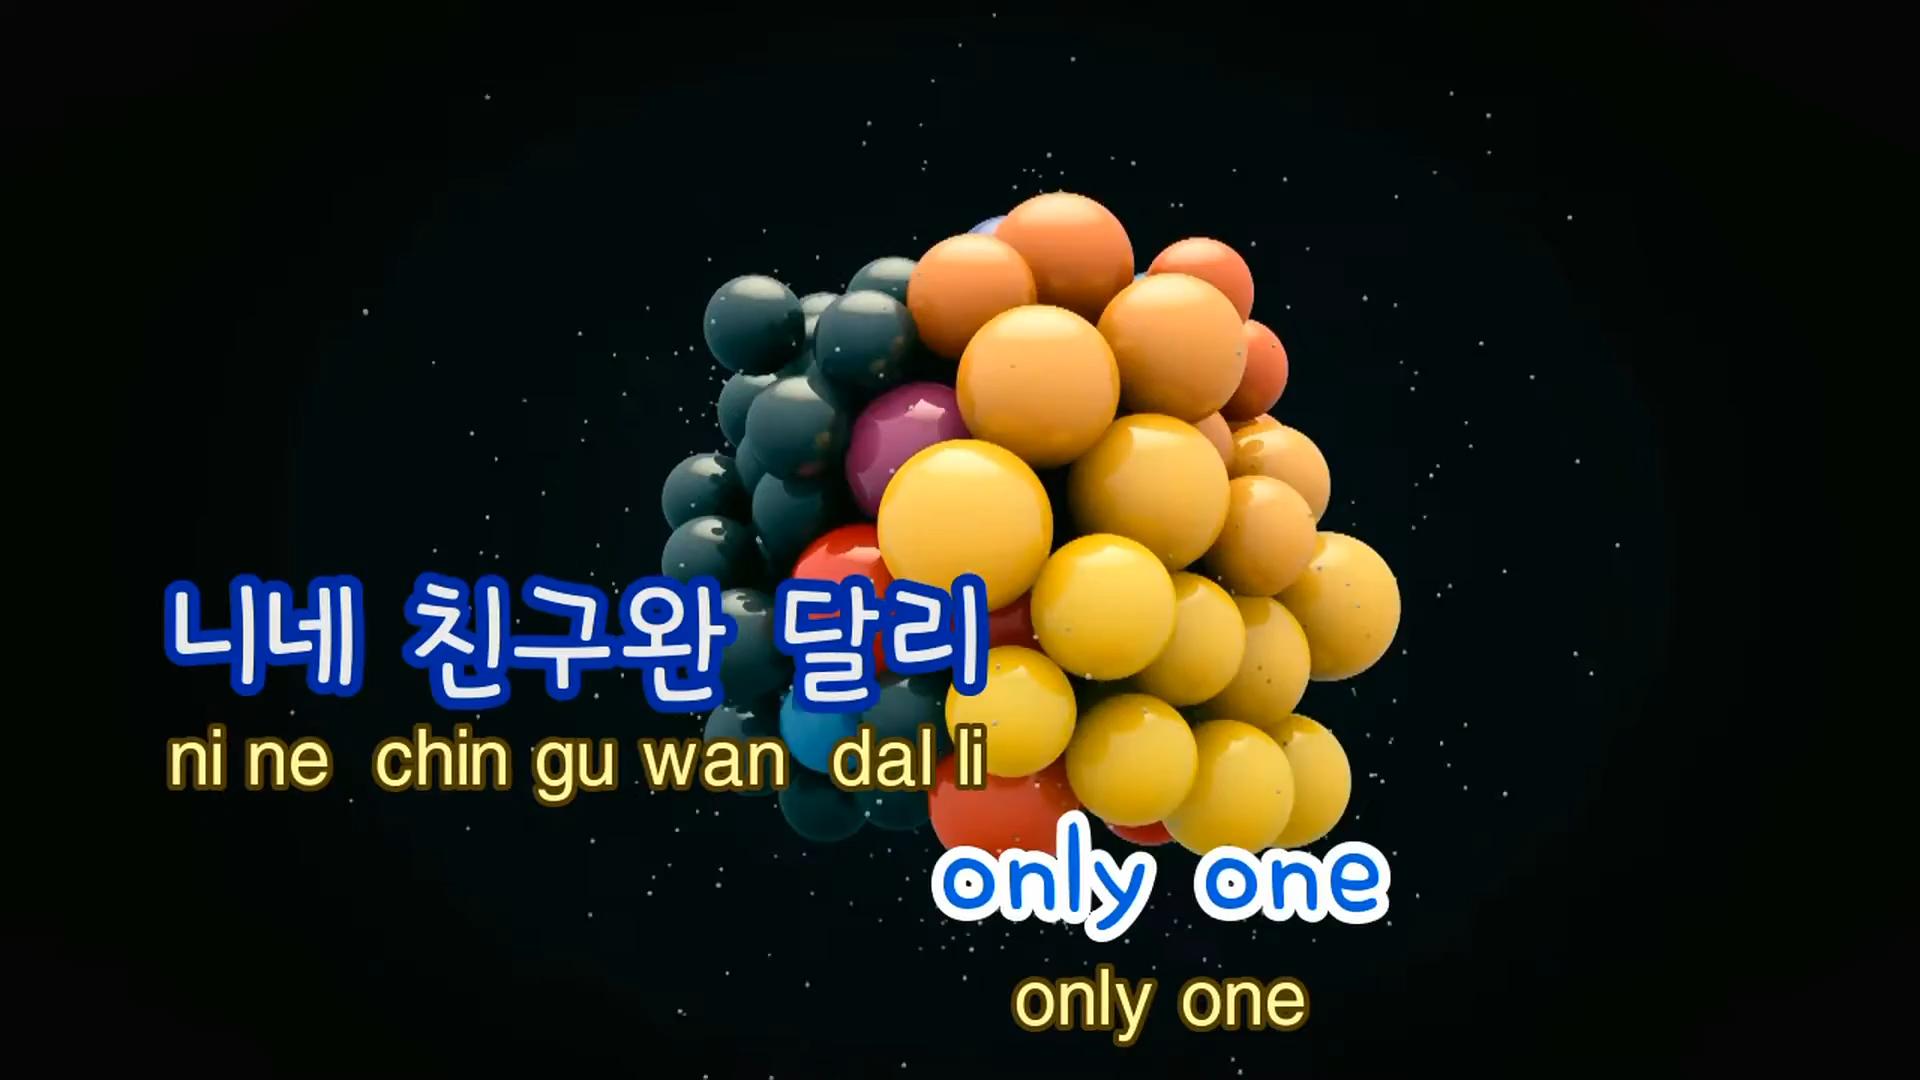 니네 친구완 달리
ni ne chin gu wan dal li
only one
only one